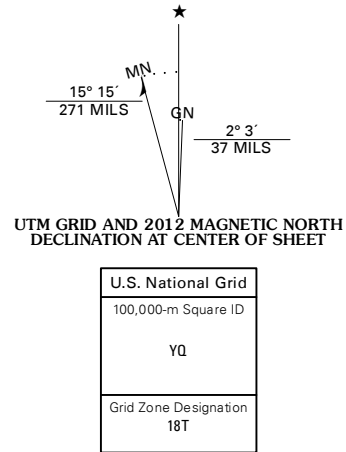 ★
MN
GN
15° 15´
271 MILS
2° 3´
37 MILS
UTM GRID AND 2012 MAGNETIC NORTH
DECLINATION AT CENTER OF SHEET
U.S. National Grid
100,000-m Square ID
YQ
Grid Zone Designation
18T